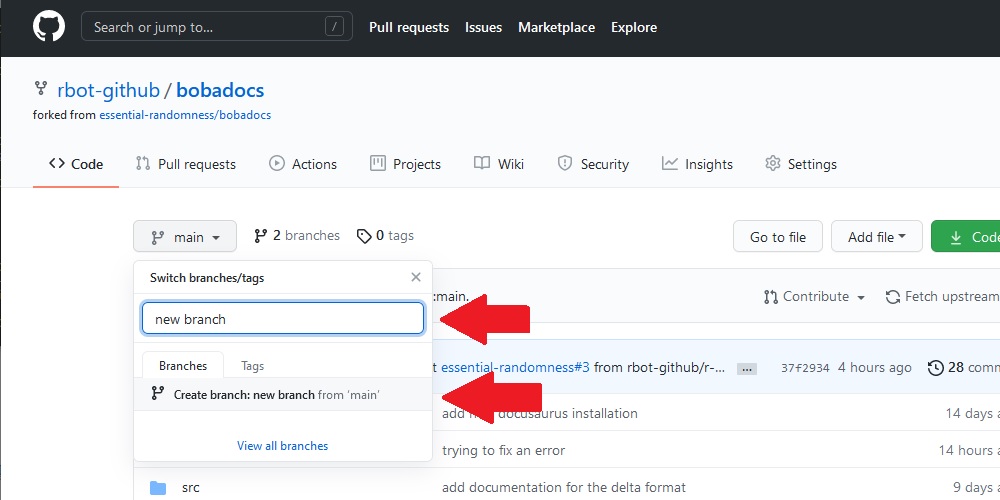 Search or jump to... /
Pull requests Issues Marketplace Explore
rbot-github / bobadocs
forked from essential-randomness/bobadocs
Code Pull requests Actions Projects Wiki Security Insights Settings
main 2 branches 0 tags Go to file Add file Code
Switch branches/tags
:main. Contribute Fetch upstream
new branch
Branches Tags
essential-randomness#3 from rbot-github/r-... ... 37f2934 4 hours ago 28 comm
Create branch: new branch from 'main'
add docusaurus installation 14 days a
View all branches
trying to fix an error 14 hours a
src add documentation for the delta format 9 days a